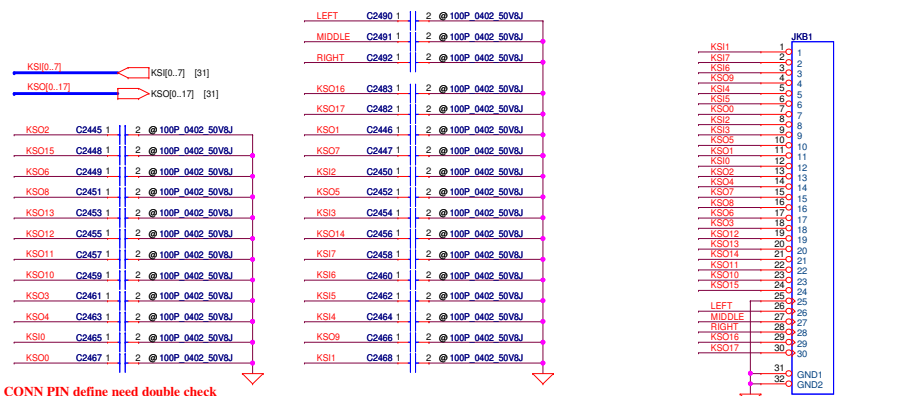 KSI[0..7] KSI[0..7] [31]
KSO[0..17] KSO[0..17] [31]
KSO2 C2445 1 2 @100P_0402_50V8J
KSO15 C2448 1 2 @100P_0402_50V8J
KSO6 C2449 1 2 @100P_0402_50V8J
KSO8 C2451 1 2 @100P_0402_50V8J
KSO13 C2453 1 2 @100P_0402_50V8J
KSO12 C2455 1 2 @100P_0402_50V8J
KSO11 C2457 1 2 @100P_0402_50V8J
KSO10 C2459 1 2 @100P_0402_50V8J
KSO3 C2461 1 2 @100P_0402_50V8J
KSO4 C2463 1 2 @100P_0402_50V8J
KSI0 C2465 1 2 @100P_0402_50V8J
KSO0 C2467 1 2 @100P_0402_50V8J
CONN PIN define need double check
LEFT C2490 1 2 @100P_0402_50V8J
MIDDLE C2491 1 2 @100P_0402_50V8J
RIGHT C2492 1 2 @100P_0402_50V8J
KSO16 C2483 1 2 @100P_0402_50V8J
KSO17 C2482 1 2 @100P_0402_50V8J
KSO1 C2446 1 2 @100P_0402_50V8J
KSO7 C2447 1 2 @100P_0402_50V8J
KSI2 C2450 1 2 @100P_0402_50V8J
KSO5 C2452 1 2 @100P_0402_50V8J
KSI3 C2454 1 2 @100P_0402_50V8J
KSO14 C2456 1 2 @100P_0402_50V8J
KSI7 C2458 1 2 @100P_0402_50V8J
KSI6 C2460 1 2 @100P_0402_50V8J
KSI5 C2462 1 2 @100P_0402_50V8J
KSI4 C2464 1 2 @100P_0402_50V8J
KSO9 C2466 1 2 @100P_0402_50V8J
KSI1 C2468 1 2 @100P_0402_50V8J
JKB1
KSI1 1 1
KSI7 2 2
KSI6 3 3
KSO9 4 4
KSI4 5 5
KSI5 6 6
KSO0 7 7
KSI2 8 8
KSI3 9 9
KSO5 10 10
KSO1 11 11
KSI0 12 12
KSO2 13 13
KSO4 14 14
KSO7 15 15
KSO8 16 16
KSO6 17 17
KSO3 18 18
KSO12 19 19
KSO13 20 20
KSO14 21 21
KSO11 22 22
KSO10 23 23
KSO15 24 24
25 25
LEFT 26 26
MIDDLE 27 27
RIGHT 28 28
KSO16 29 29
KSO17 30 30
31 GND1
32 GND2